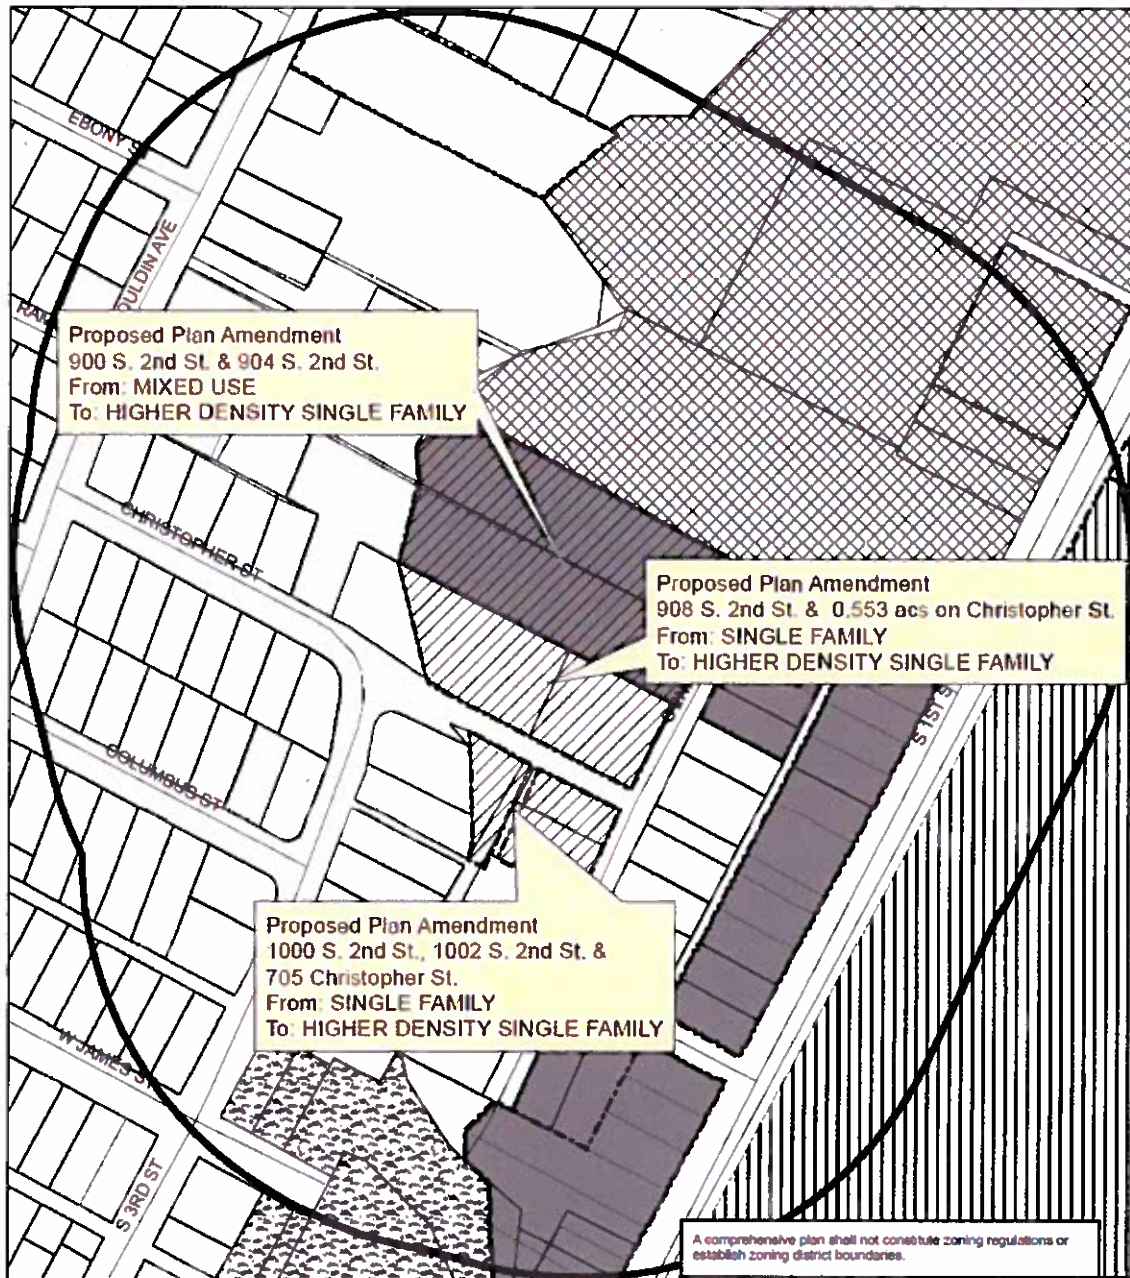 EBONY ST
OULDIN AVE
RAM
Proposed Plan Amendment
900 S. 2nd St. & 904 S. 2nd St.
From: MIXED USE
To: HIGHER DENSITY SINGLE FAMILY
CHRISTOPHER ST
Proposed Plan Amendment
908 S. 2nd St. & 0.553 acs on Christopher St.
From: SINGLE FAMILY
To: HIGHER DENSITY SINGLE FAMILY
S 1ST S
COLUMBUS ST
Proposed Plan Amendment
1000 S. 2nd St., 1002 S. 2nd St. &
705 Christopher St.
From: SINGLE FAMILY
To: HIGHER DENSITY SINGLE FAMILY
W JAMES ST
S 3RD ST
A comprehensive plan shall not constitute zoning regulations or
establish zoning district boundaries.